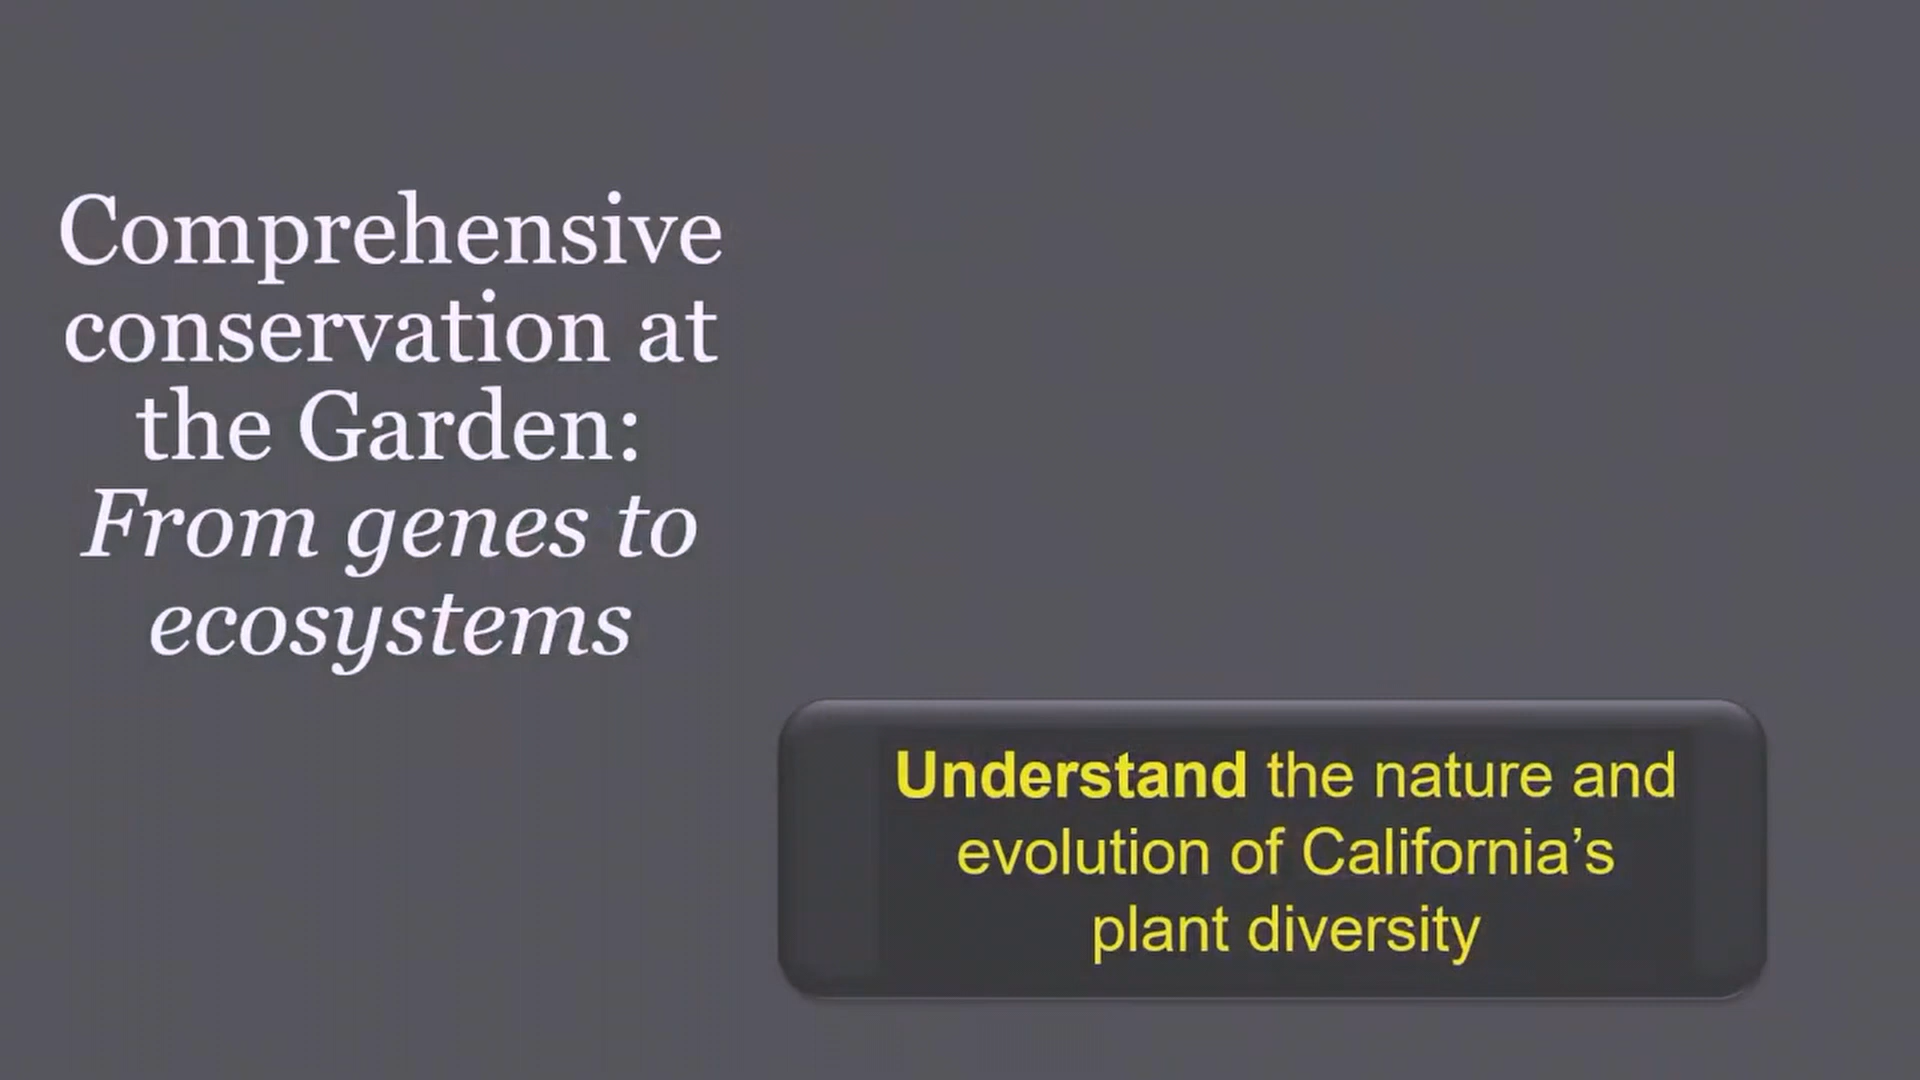 Comprehensive
conservation at
the Garden:
From genes to
ecosystems
Understand the nature and
evolution of California’s
plant diversity